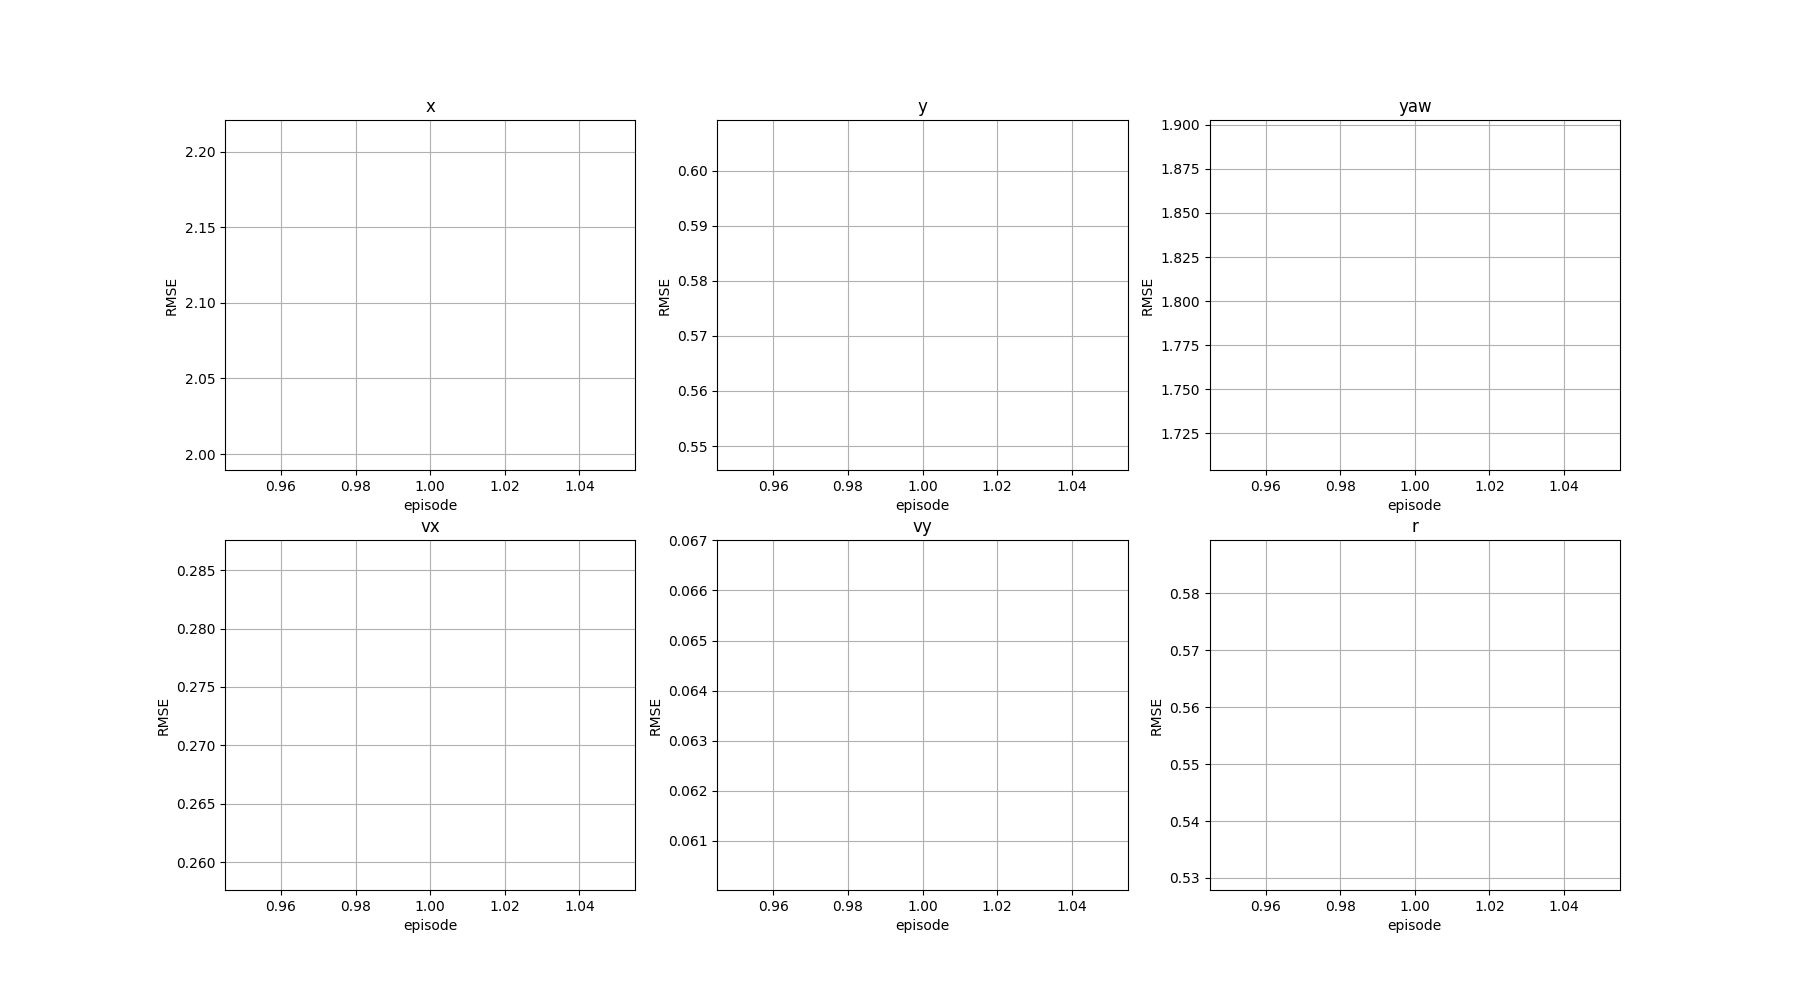 x
2.20
2.15
2.10
2.05
2.00
RMSE
0.96 0.98 1.00 1.02 1.04
episode
y
0.60
0.59
0.58
0.57
0.56
0.55
RMSE
0.96 0.98 1.00 1.02 1.04
episode
yaw
1.900
1.875
1.850
1.825
1.800
1.775
1.750
1.725
RMSE
0.96 0.98 1.00 1.02 1.04
episode
vx
0.285
0.280
0.275
0.270
0.265
0.260
RMSE
0.96 0.98 1.00 1.02 1.04
episode
vy
0.067
0.066
0.065
0.064
0.063
0.062
0.061
RMSE
0.96 0.98 1.00 1.02 1.04
episode
r
0.58
0.57
0.56
0.55
0.54
0.53
RMSE
0.96 0.98 1.00 1.02 1.04
episode